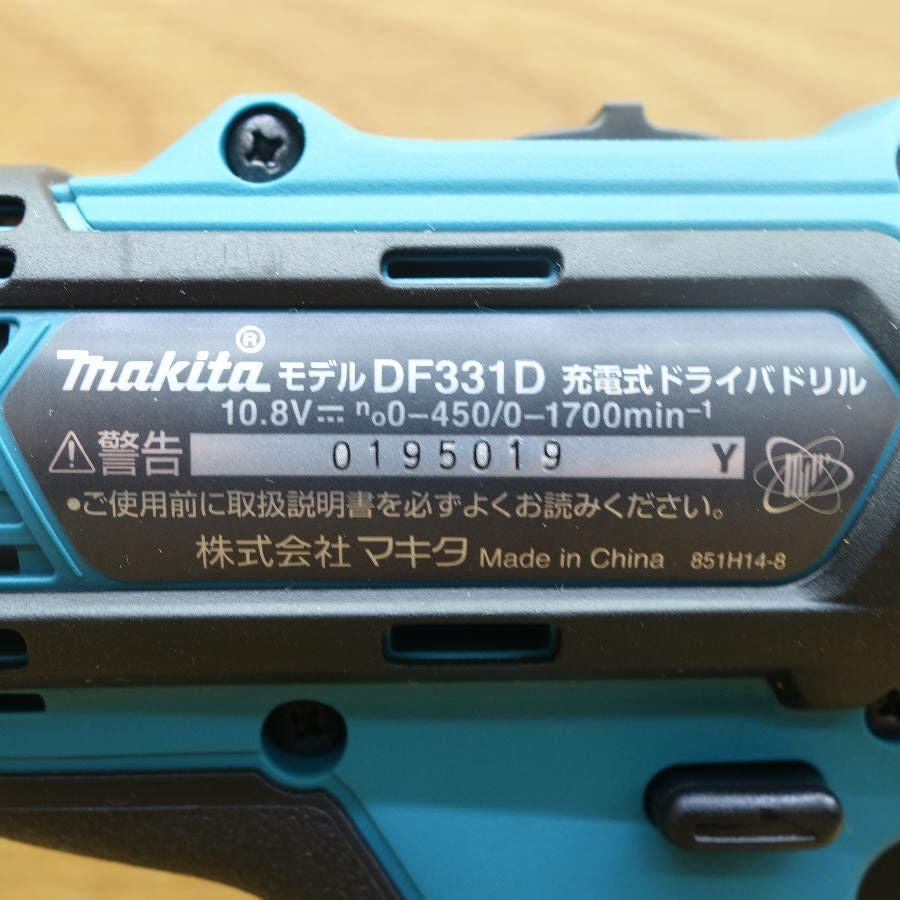 makita® モデル DF331D 充電式ドライバドリル
10.8V⎓ n₀0-450/0-1700min⁻¹
⚠警告 0195019 Y
•ご使用前に取扱説明書を必ずよくお読みください。
株式会社 マキタ Made in China 851H14-8